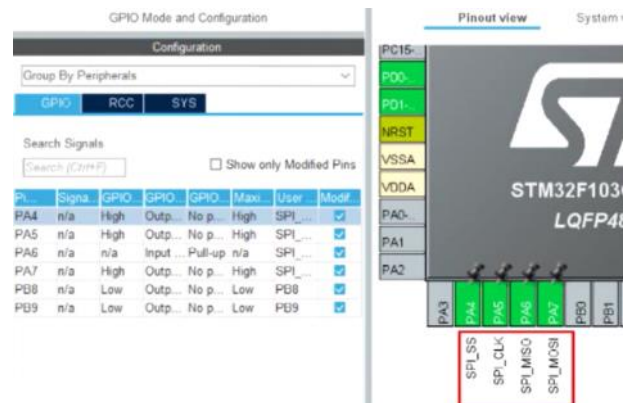 GPIO Mode and Configuration
Configuration
Group By Peripherals
GPIO RCC SYS
Search Signals
Search (Ctrl+F) Show only Modified Pins
Pi... Signa... GPIO... GPIO... GPIO... Maxi... User ... Modif...
PA4 n/a High Outp... No p... High SPI_...
PA5 n/a High Outp... No p... High SPI_...
PA6 n/a n/a Input ... Pull-up n/a SPI_...
PA7 n/a High Outp... No p... High SPI_...
PB8 n/a Low Outp... No p... Low PB8
PB9 n/a Low Outp... No p... Low PB9
Pinout view System
PC15-..
PD0-..
PD1-..
NRST
VSSA
VDDA
PA0-..
PA1
PA2
STM32F103
LQFP48
PA3 PA4 PA5 PA6 PA7 PB0 PB1
SPI_SS
SPI_CLK
SPI_MISO
SPI_MOSI